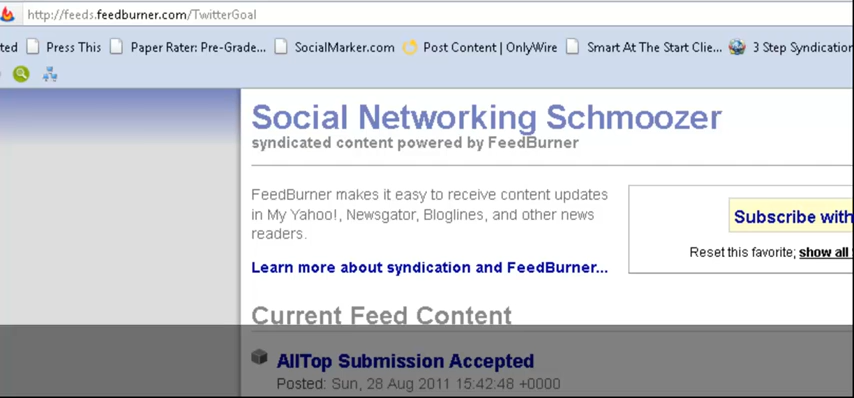 http://feeds.feedburner.com/TwitterGoal
ted Press This Paper Rater: Pre-Grade... SocialMarker.com Post Content | OnlyWire Smart At The Start Clie... 3 Step Syndication
Social Networking Schmoozer
syndicated content powered by FeedBurner
FeedBurner makes it easy to receive content updates
in My Yahoo!, Newsgator, Bloglines, and other news
readers.
Learn more about syndication and FeedBurner...
Subscribe with
Reset this favorite; show all
Current Feed Content
AllTop Submission Accepted
Posted: Sun, 28 Aug 2011 15:42:48 +0000